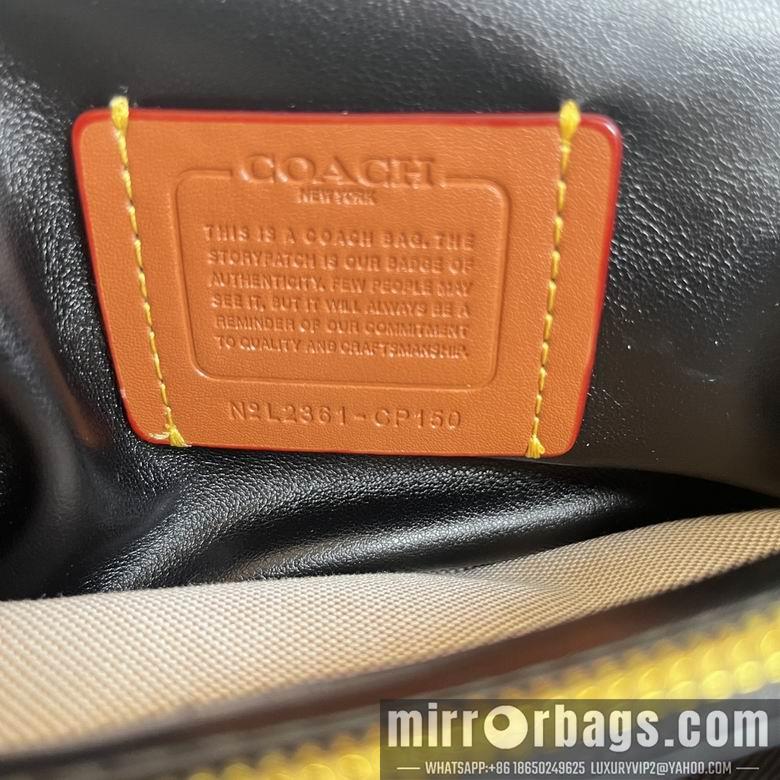 COACH
NEW YORK
THIS IS A COACH BAG. THE
STORYPATCH IS OUR BADGE OF
AUTHENTICITY. FEW PEOPLE MAY
SEE IT, BUT IT WILL ALWAYS BE A
REMINDER OF OUR COMMITMENT
TO QUALITY AND CRAFTSMANSHIP.
Nº L2361-CP150
mirrorbags.com
WHATSAPP:+86 18650249625 LUXURYVIP2@YAHOO.COM